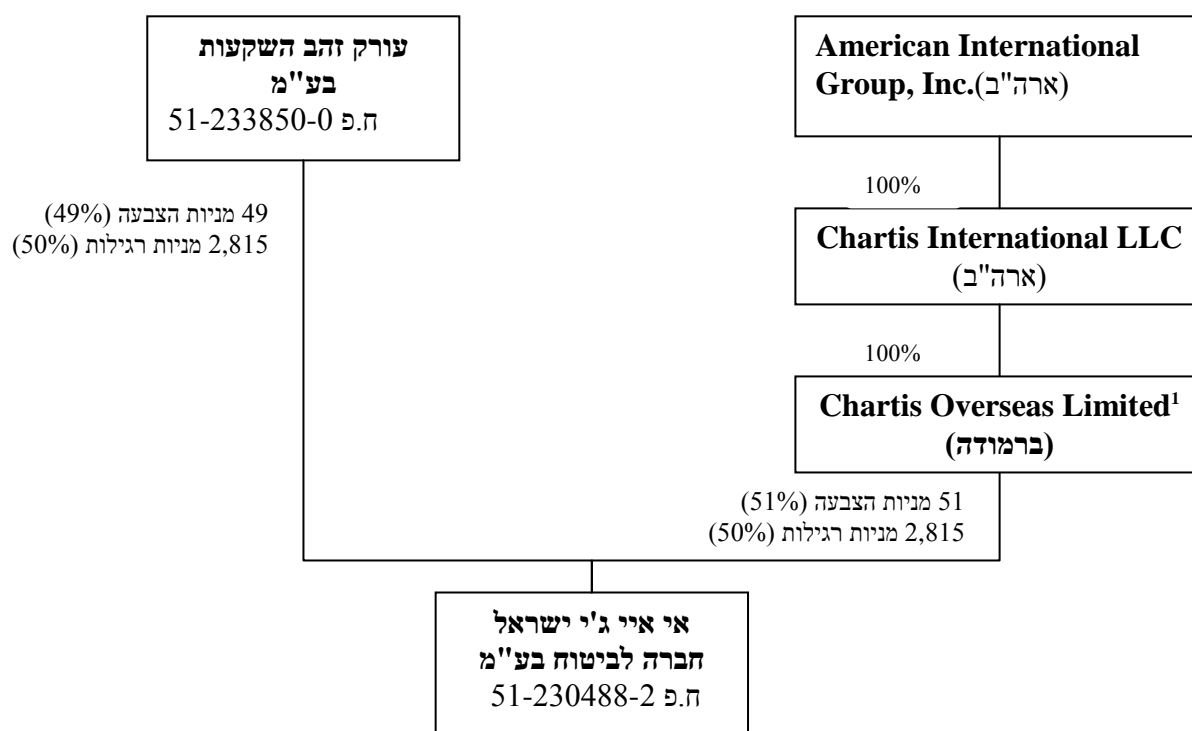 עורק זהב השקעות
בע"מ
ח.פ 51-233850-0
American International
Group, Inc.(ארה"ב)
49 מניות הצבעה (49%)
2,815 מניות רגילות (50%)
100%
Chartis International LLC
(ארה"ב)
100%
Chartis Overseas Limited¹
(ברמודה)
51 מניות הצבעה (51%)
2,815 מניות רגילות (50%)
אי איי ג'י ישראל
חברה לביטוח בע"מ
ח.פ 51-230488-2